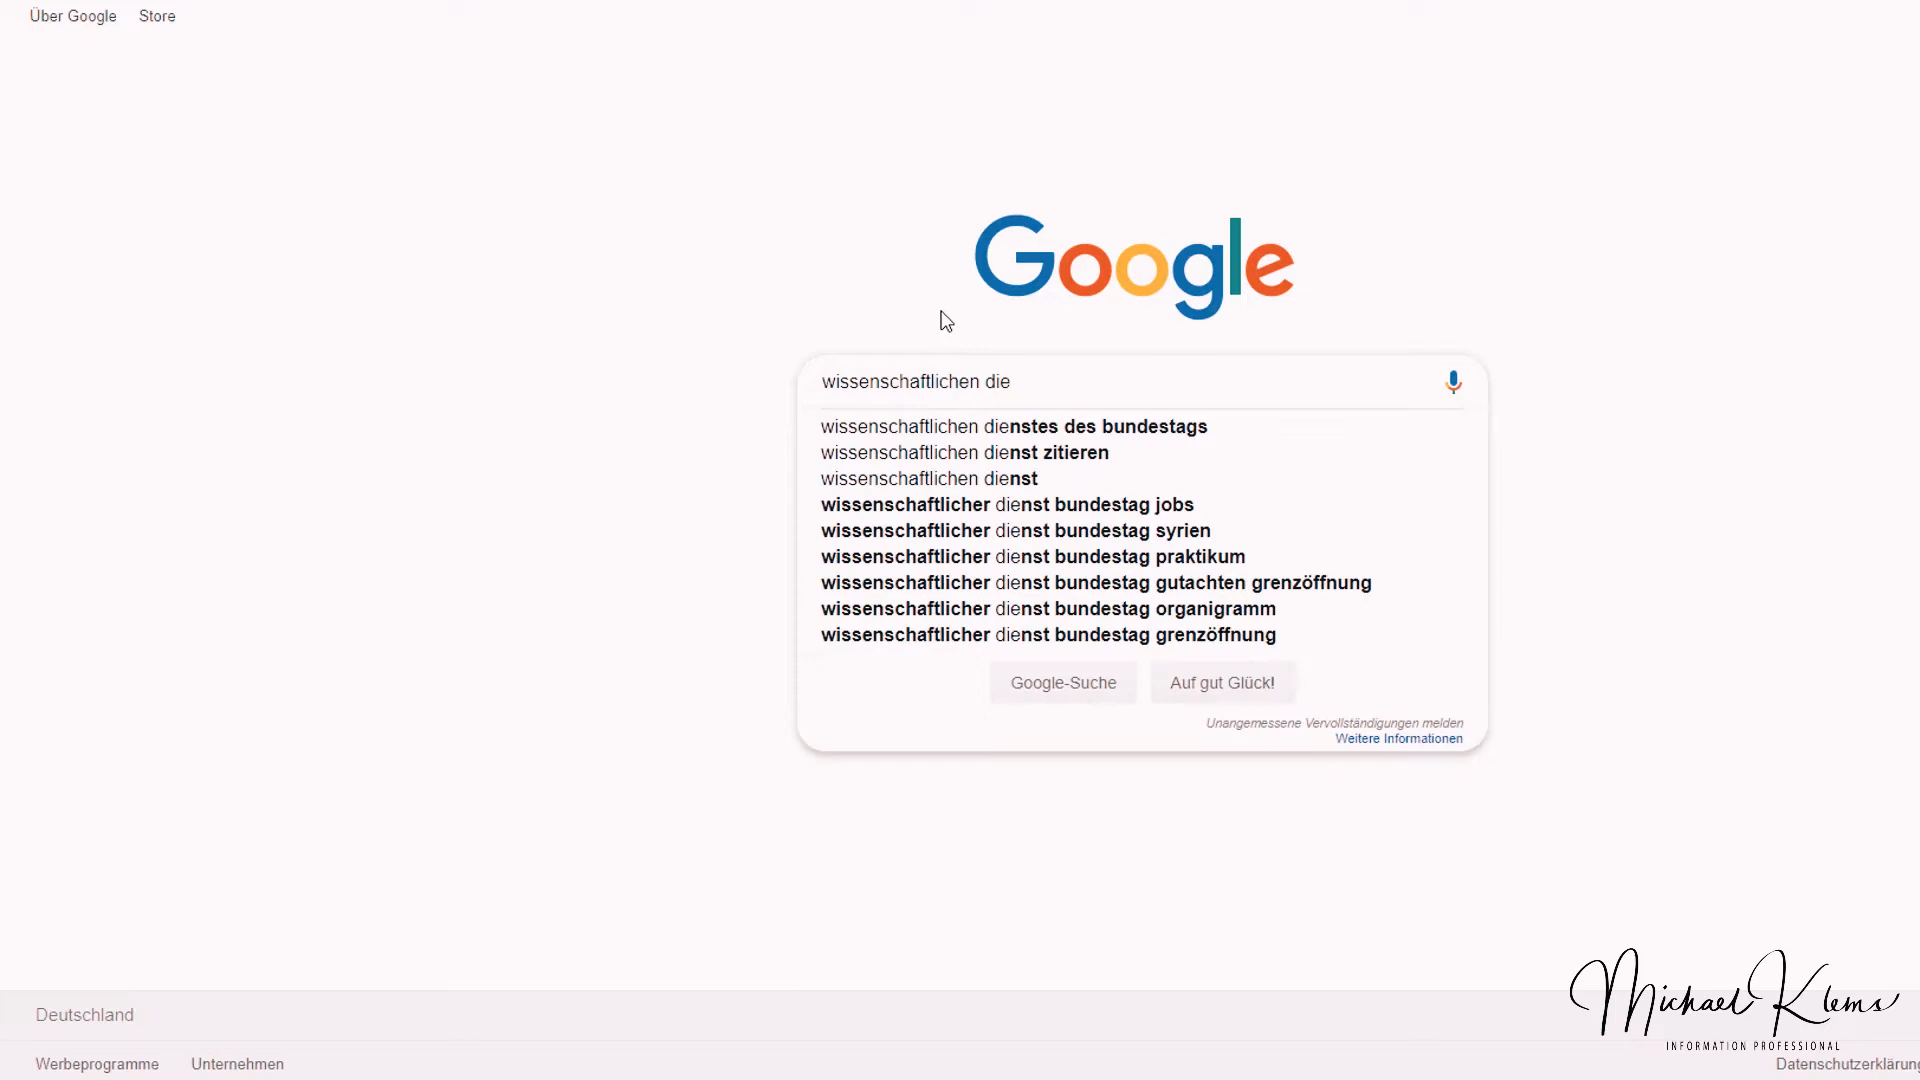 Über Google Store
Google
wissenschaftlichen die
wissenschaftlichen dienstes des bundestags
wissenschaftlichen dienst zitieren
wissenschaftlichen dienst
wissenschaftlicher dienst bundestag jobs
wissenschaftlicher dienst bundestag syrien
wissenschaftlicher dienst bundestag praktikum
wissenschaftlicher dienst bundestag gutachten grenzöffnung
wissenschaftlicher dienst bundestag organigramm
wissenschaftlicher dienst bundestag grenzöffnung
Google-Suche Auf gut Glück!
Unangemessene Vervollständigungen melden
Weitere Informationen
Michael Klems
INFORMATION PROFESSIONAL
Deutschland
Werbeprogramme Unternehmen Datenschutzerklärung